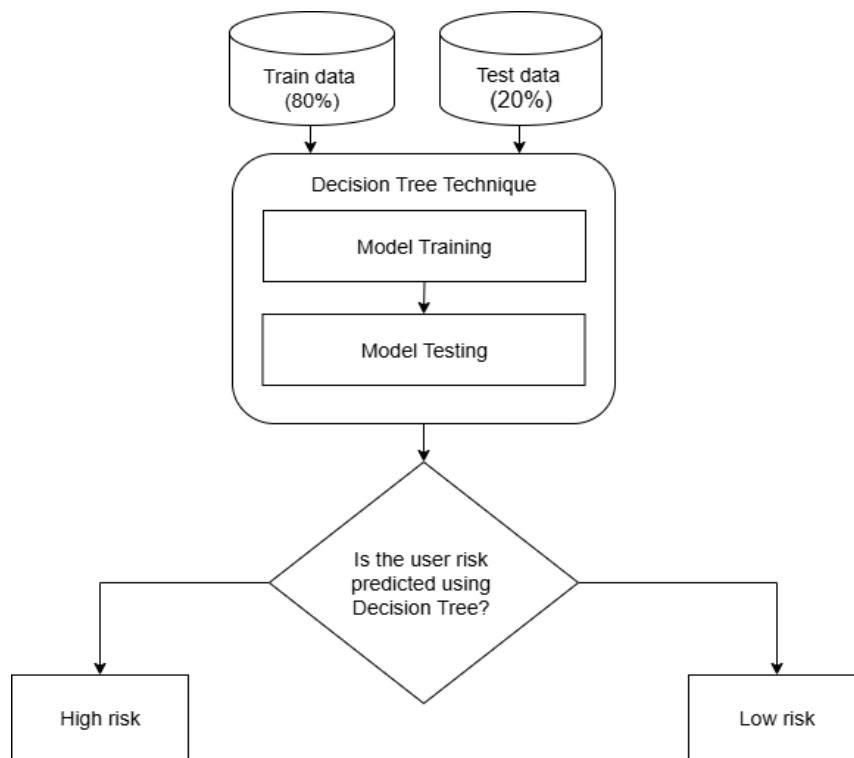 Train data
(80%)
Test data
(20%)
Decision Tree Technique
Model Training
Model Testing
Is the user risk
predicted using
Decision Tree?
High risk
Low risk